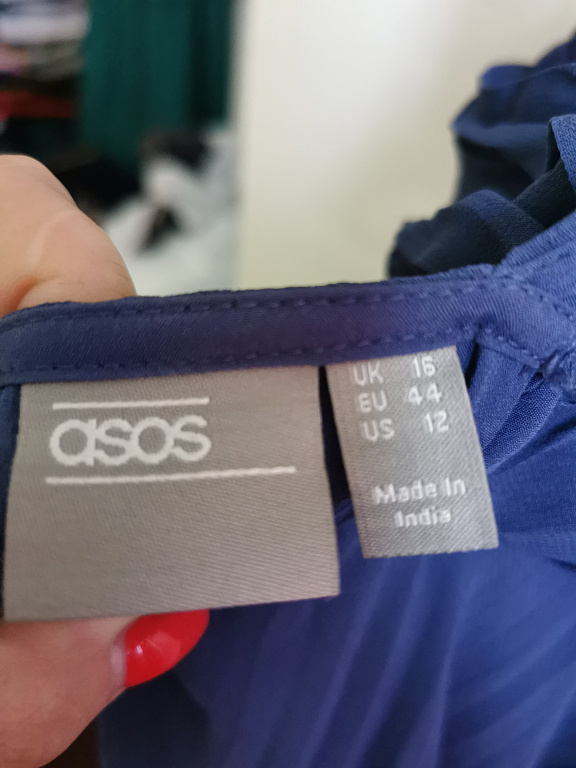 asos
UK 16
EU 44
US 12
Made In
India